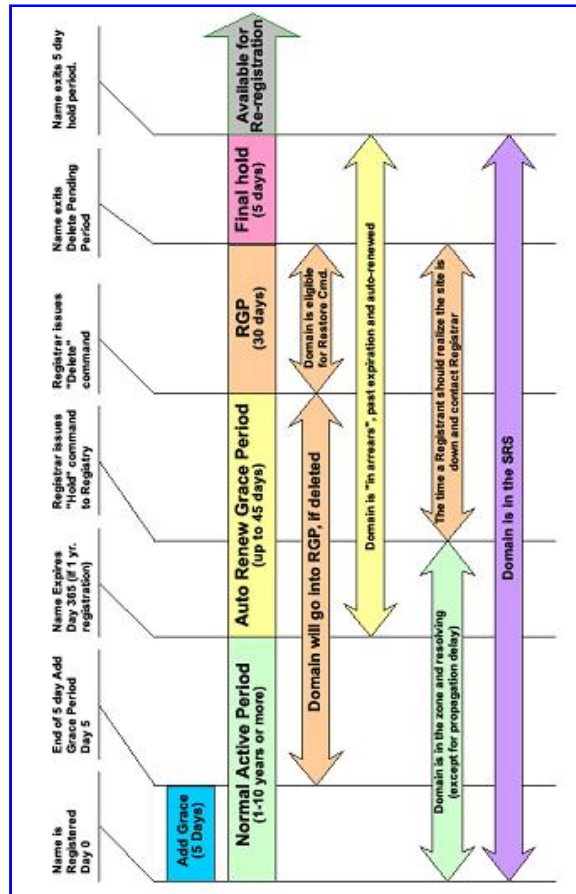 Name is
Registered
Day 0
End of 5 day Add
Grace Period
Day 5
Name Expires
Day 365 (if 1 yr.
registration)
Registrar issues
"Hold" command
to Registry
Registrar issues
"Delete"
command
Name exits
Delete Pending
Period
Name exits 5 day
hold period.
Add Grace
(5 Days)
Normal Active Period
(1-10 years or more)
Auto Renew Grace Period
(up to 45 days)
RGP
(30 days)
Final hold
(5 days)
Available for
Re-registration
Domain will go into RGP, if deleted
Domain is eligible
for Restore Cmd.
Domain is "in arrears", past expiration and auto-renewed
Domain is in the zone and resolving
(except for propagation delay)
The time a Registrant should realize the site is
down and contact Registrar
Domain is in the SRS